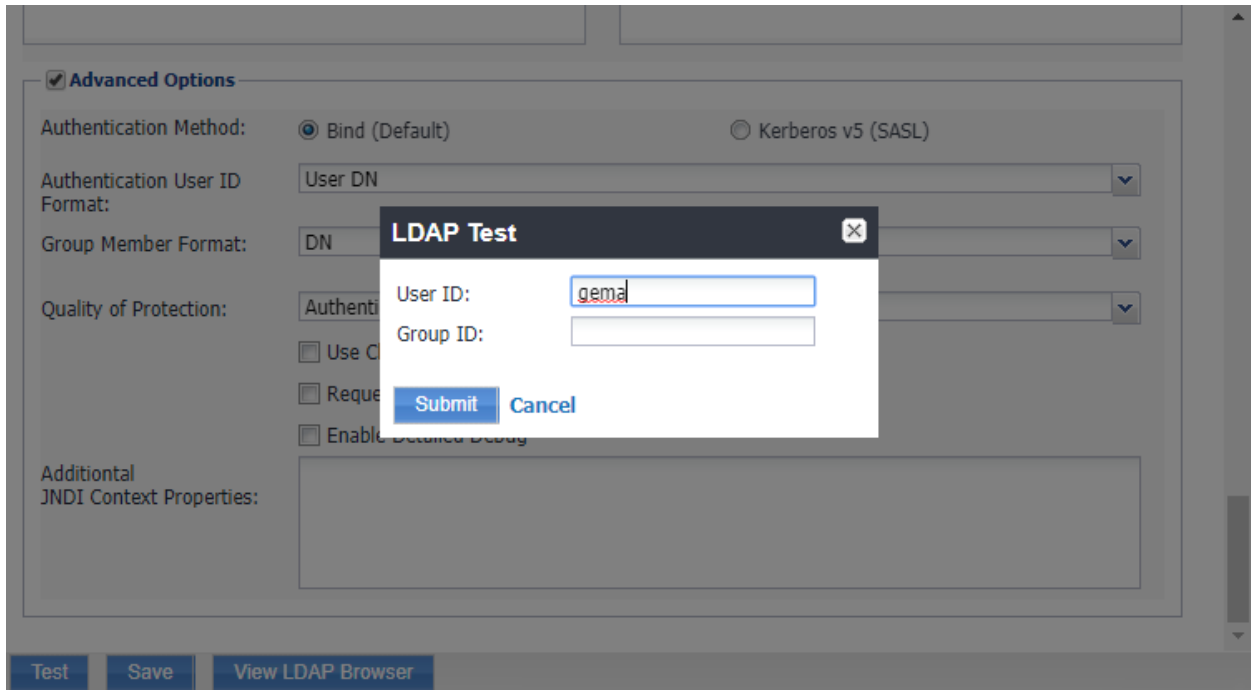 Advanced Options
Authentication Method:
Bind (Default)
Kerberos v5 (SASL)
Authentication User ID
Format:
User DN
Group Member Format:
DN
Quality of Protection:
Authenti
Use
Reque
Enable Detailed Debug
Additiontal
JNDI Context Properties:
LDAP Test
User ID:
gema
Group ID:
Submit
Cancel
Test
Save
View LDAP Browser